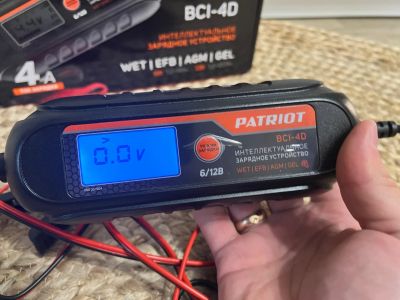 BCI-4D
ИНТЕЛЛЕКТУАЛЬНОЕ
ЗАРЯДНОЕ УСТРОЙСТВО
4.A
WET | EFB | AGM | GEL
PATRIOT
BCI-4D
ИНТЕЛЛЕКТУАЛЬНОЕ
ЗАРЯДНОЕ УСТРОЙСТВО
WET | EFB | AGM | GEL
0.0v
6/12В